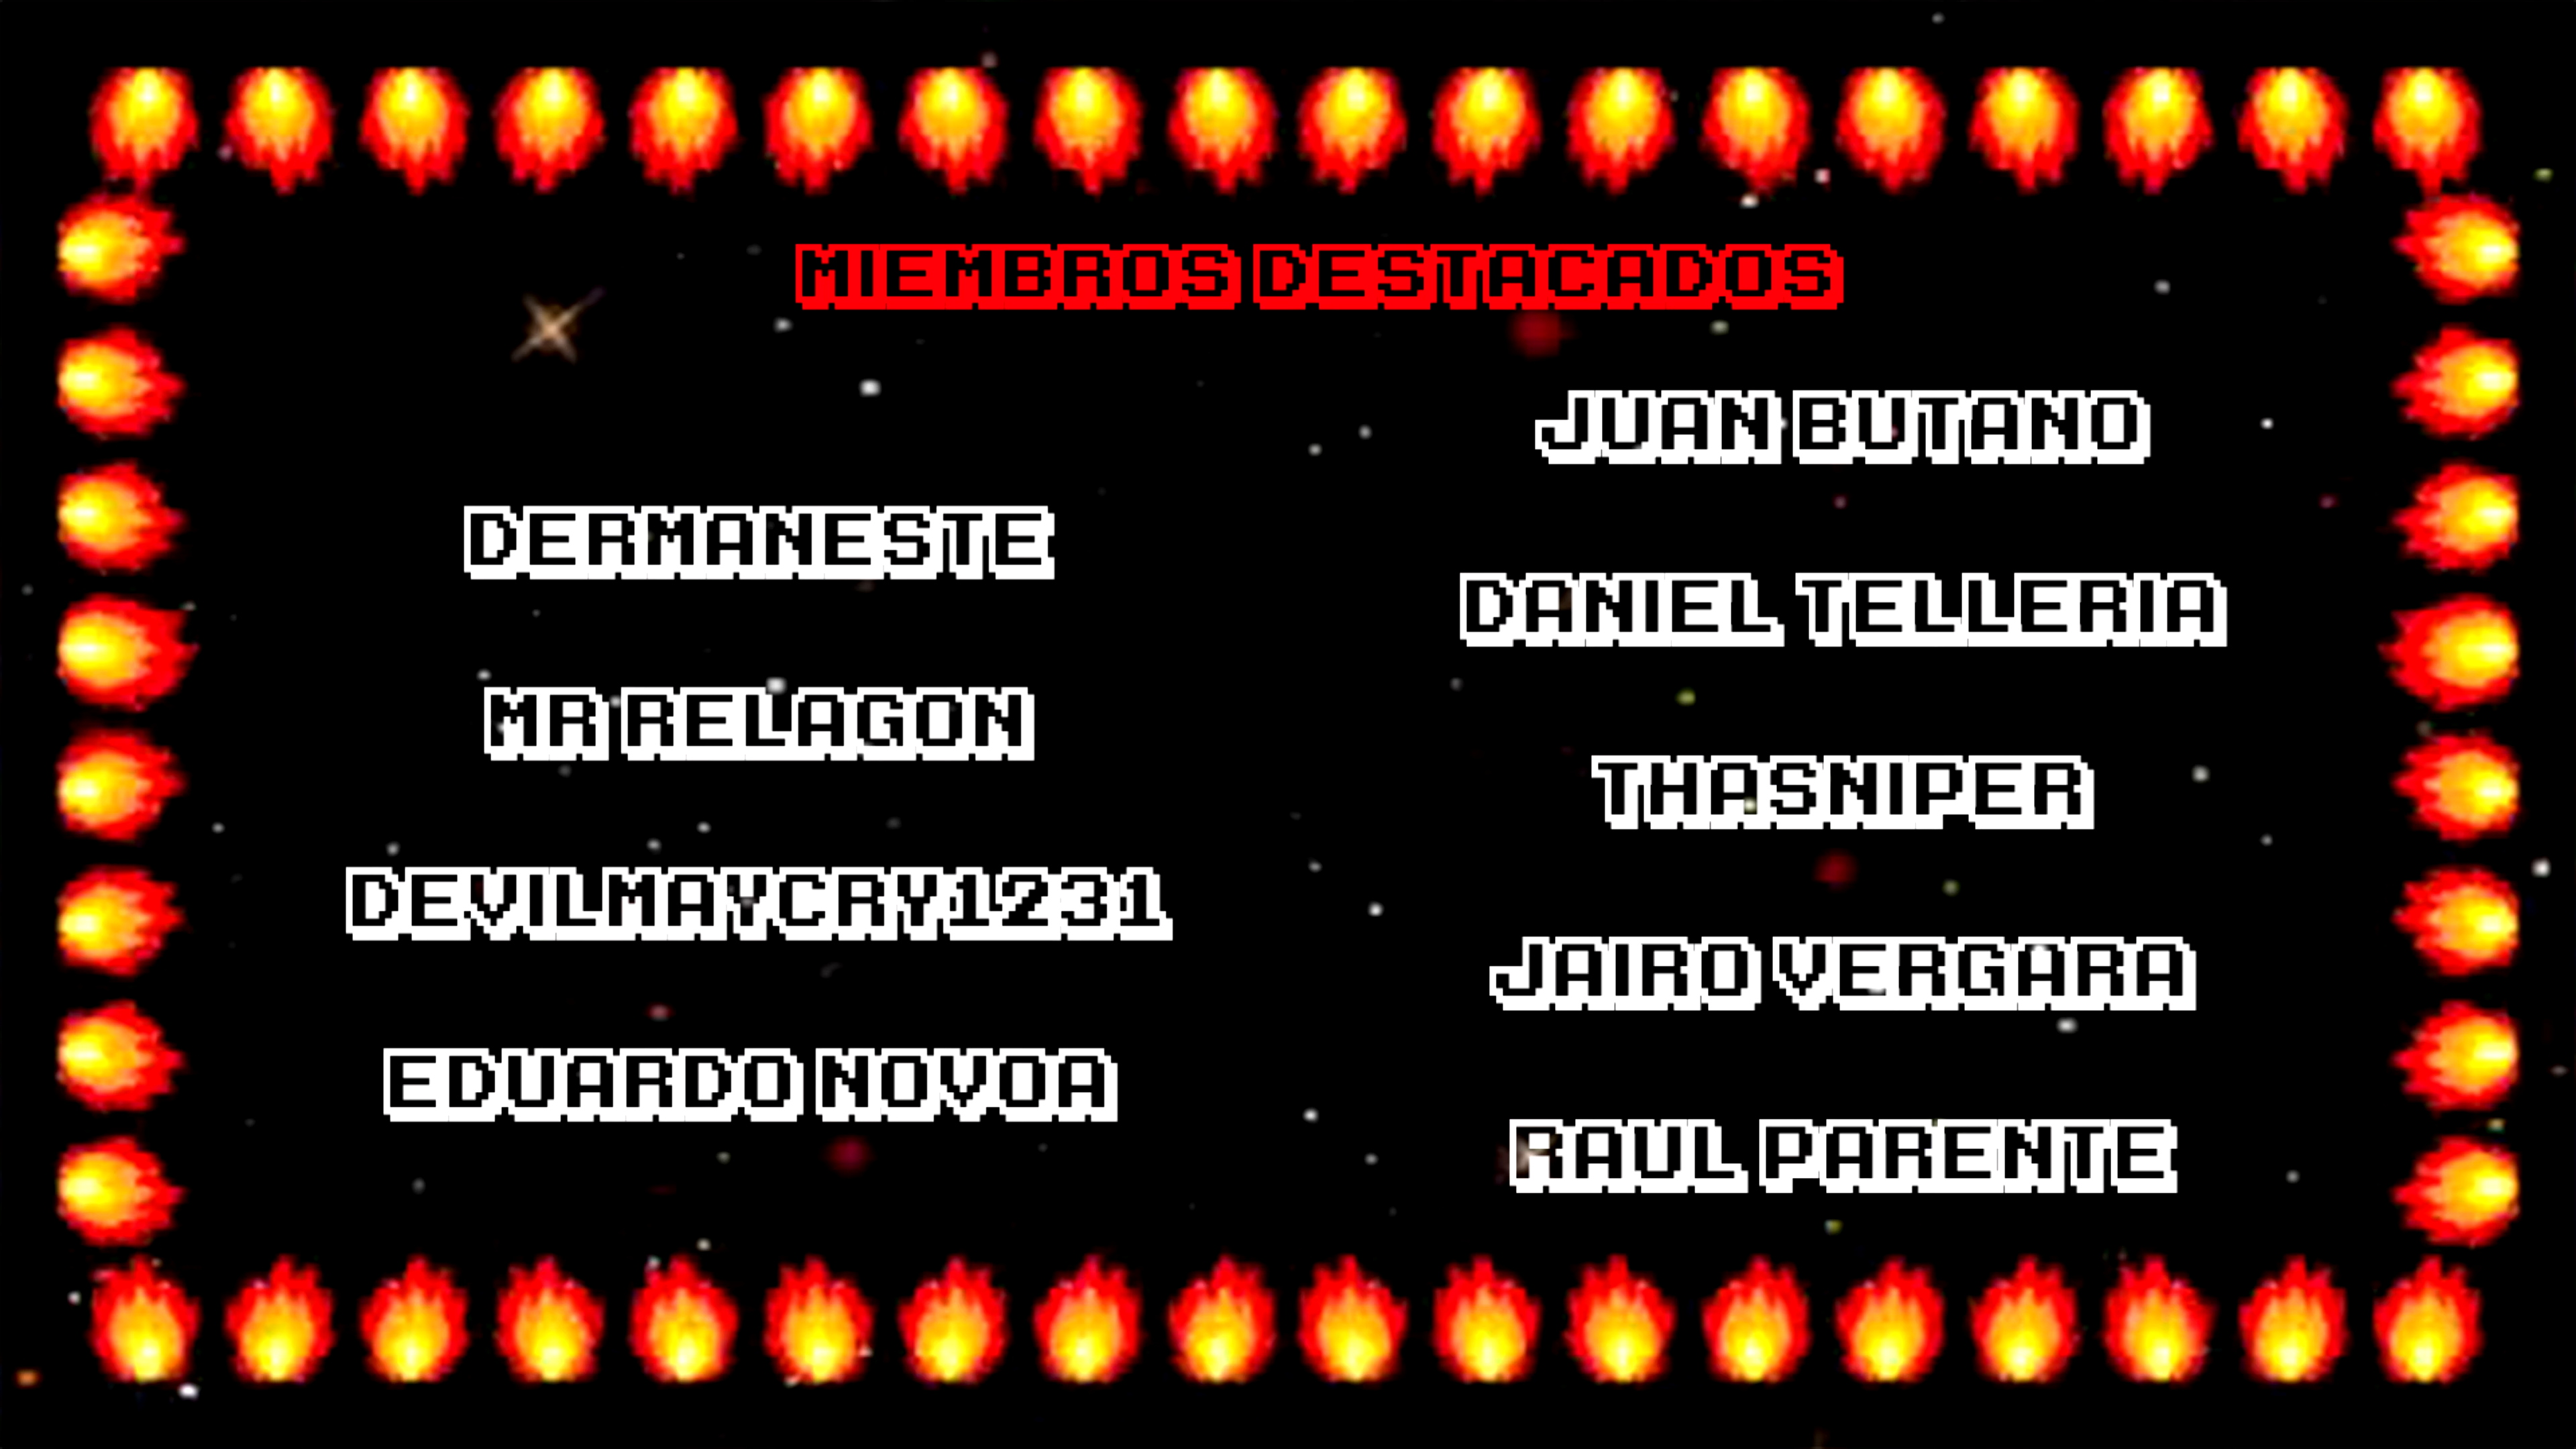 MIEMBROS DESTACADOS
DERMANESTE
MR RELAGON
DEVILMAYCRY1231
EDUARDO NOVOA
JUAN BUTANO
DANIEL TELLERIA
THASNIPER
JAIRO VERGARA
RAUL PARENTE